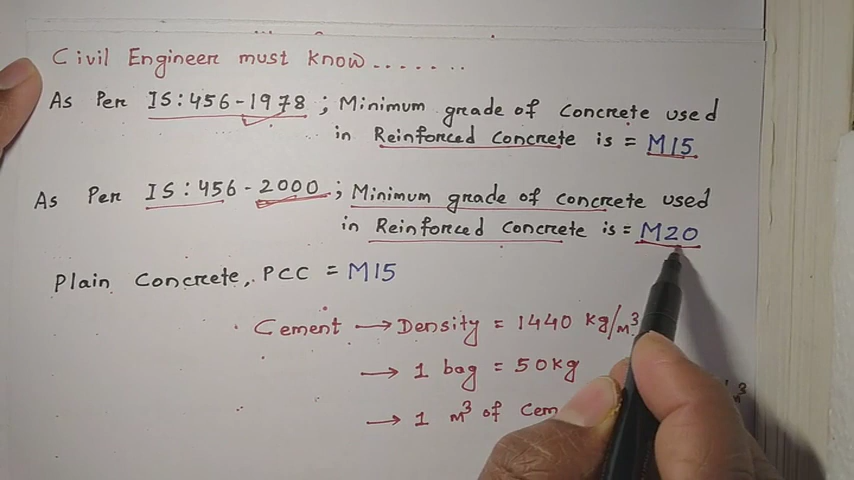 Civil Engineer must know........
As Per IS:456-1978 ; Minimum grade of concrete used
in Reinforced concrete is = M15
As Per IS:456-2000 ; Minimum grade of concrete used
in Reinforced concrete is = M20
Plain Concrete, PCC = M15
Cement → Density = 1440 kg/m³
→ 1 bag = 50kg
→ 1 m³ of